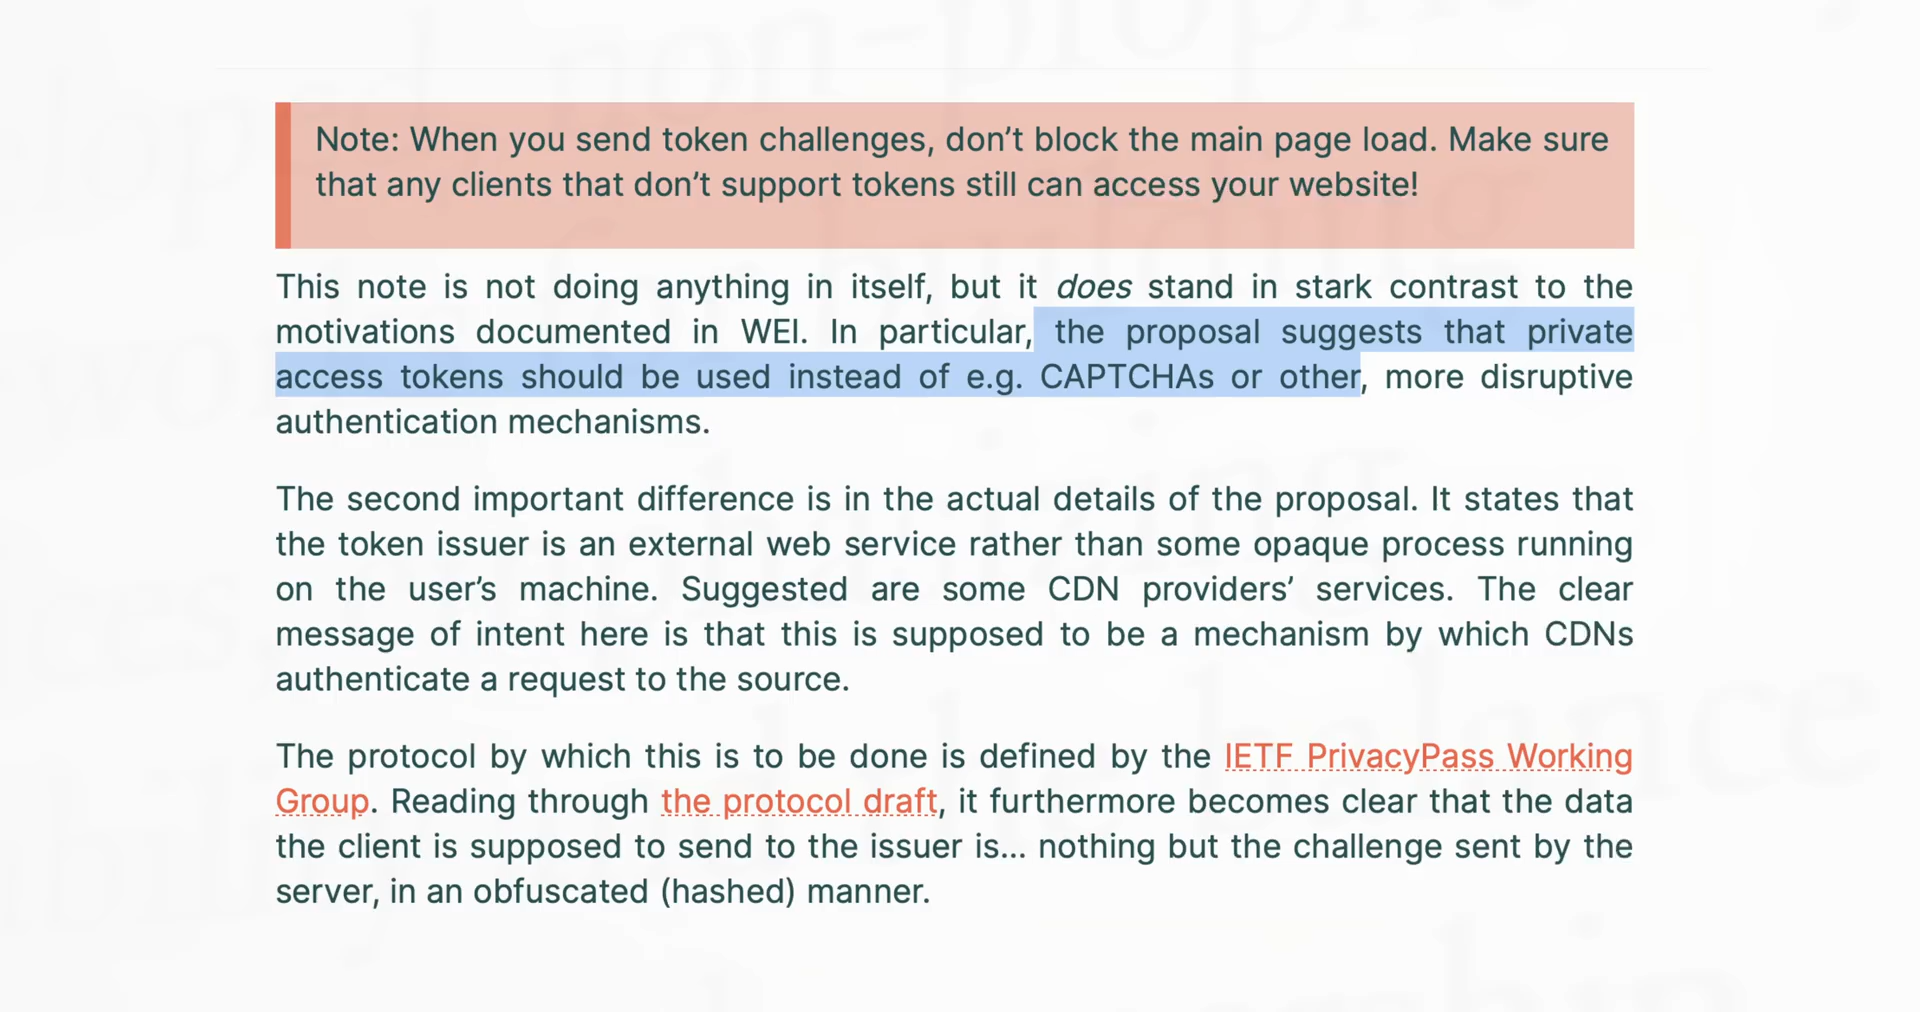 Note: When you send token challenges, don’t block the main page load. Make sure
that any clients that don’t support tokens still can access your website!
This note is not doing anything in itself, but it does stand in stark contrast to the
motivations documented in WEI. In particular, the proposal suggests that private
access tokens should be used instead of e.g. CAPTCHAs or other, more disruptive
authentication mechanisms.
The second important difference is in the actual details of the proposal. It states that
the token issuer is an external web service rather than some opaque process running
on the user’s machine. Suggested are some CDN providers’ services. The clear
message of intent here is that this is supposed to be a mechanism by which CDNs
authenticate a request to the source.
The protocol by which this is to be done is defined by the IETF PrivacyPass Working
Group. Reading through the protocol draft, it furthermore becomes clear that the data
the client is supposed to send to the issuer is... nothing but the challenge sent by the
server, in an obfuscated (hashed) manner.